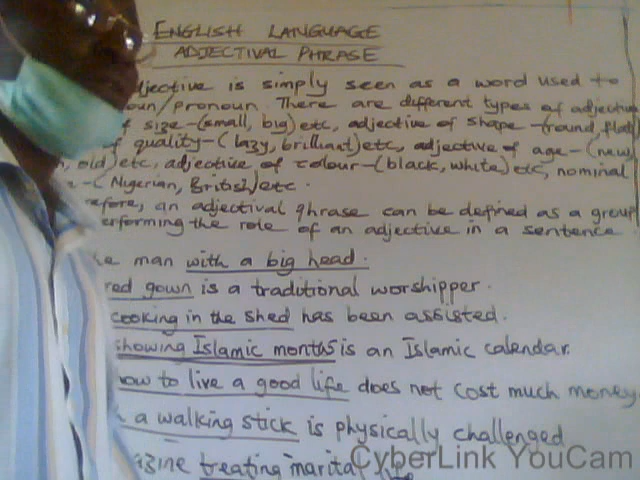 ENGLISH LANGUAGE
ADJECTIVAL PHRASE
djective is simply seen as a word used to
oun/pronoun. There are different types of adjective
f size-(small, big)etc, adjective of shape-(round, flat)
f quality-(lazy, brilliant)etc, adjective of age-(new)
, old)etc, adjective of colour-(black, white)etc, nominal
e-(Nigerian, British)etc.
refore, an adjectival phrase can be defined as a group
erforming the role of an adjective in a sentence
ke man with a big head.
red gown is a traditional worshipper.
cooking in the shed has been assisted.
showing Islamic months is an Islamic calendar.
how to live a good life does not cost much money.
a walking stick is physically challenged
azine treating marital life
CyberLink YouCam